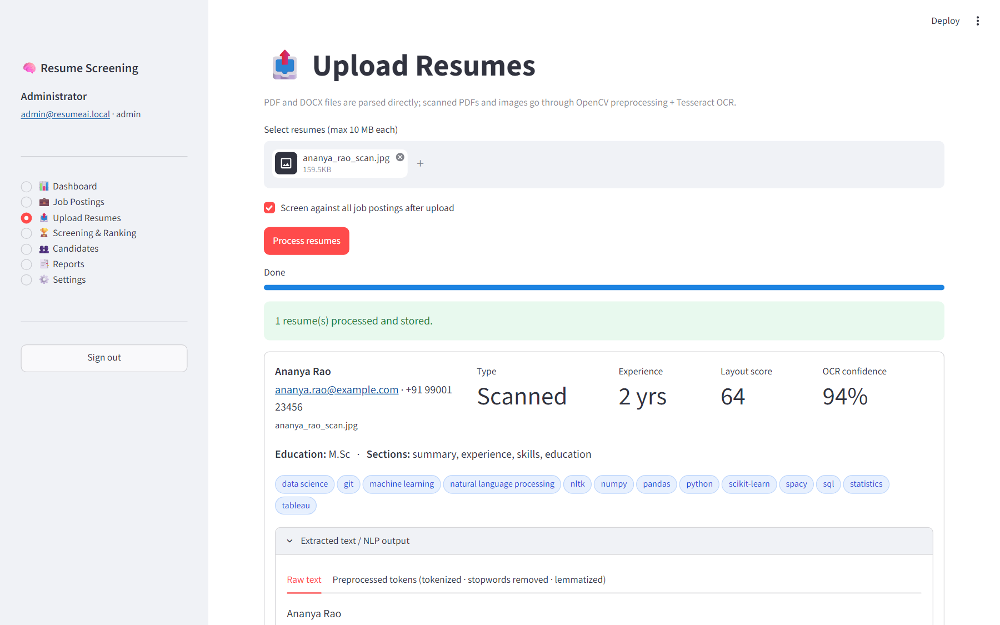 Deploy
Resume Screening
Administrator
admin@resumeai.local · admin
Dashboard
Job Postings
Upload Resumes
Screening & Ranking
Candidates
Reports
Settings
Sign out
Upload Resumes
PDF and DOCX files are parsed directly; scanned PDFs and images go through OpenCV preprocessing + Tesseract OCR.
Select resumes (max 10 MB each)
ananya_rao_scan.jpg
159.5KB
Screen against all job postings after upload
Process resumes
Done
1 resume(s) processed and stored.
Ananya Rao
ananya.rao@example.com · +91 99001
23456
ananya_rao_scan.jpg
Type
Scanned
Experience
2 yrs
Layout score
64
OCR confidence
94%
Education: M.Sc · Sections: summary, experience, skills, education
data science git machine learning natural language processing nltk numpy pandas python scikit-learn spacy sql statistics
tableau
Extracted text / NLP output
Raw text Preprocessed tokens (tokenized · stopwords removed · lemmatized)
Ananya Rao